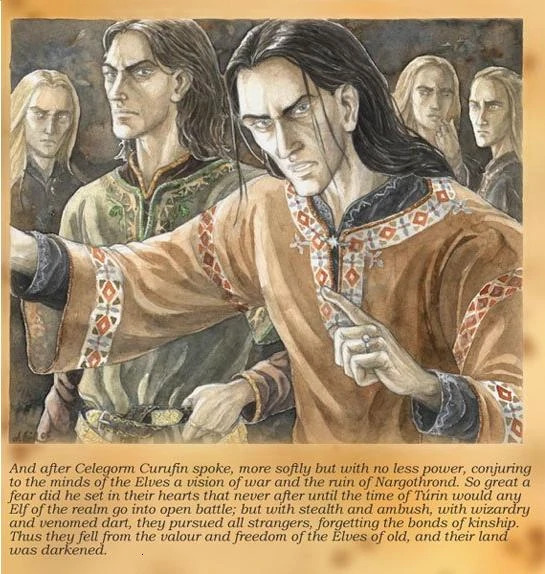 And after Celegorm Curufin spoke, more softly but with no less power, conjuring
to the minds of the Elves a vision of war and the ruin of Nargothrond. So great a
fear did he set in their hearts that never after until the time of Túrin would any
Elf of the realm go into open battle; but with stealth and ambush, with wizardry
and venomed dart, they pursued all strangers, forgetting the bonds of kinship.
Thus they fell from the valour and freedom of the Elves of old, and their land
was darkened.